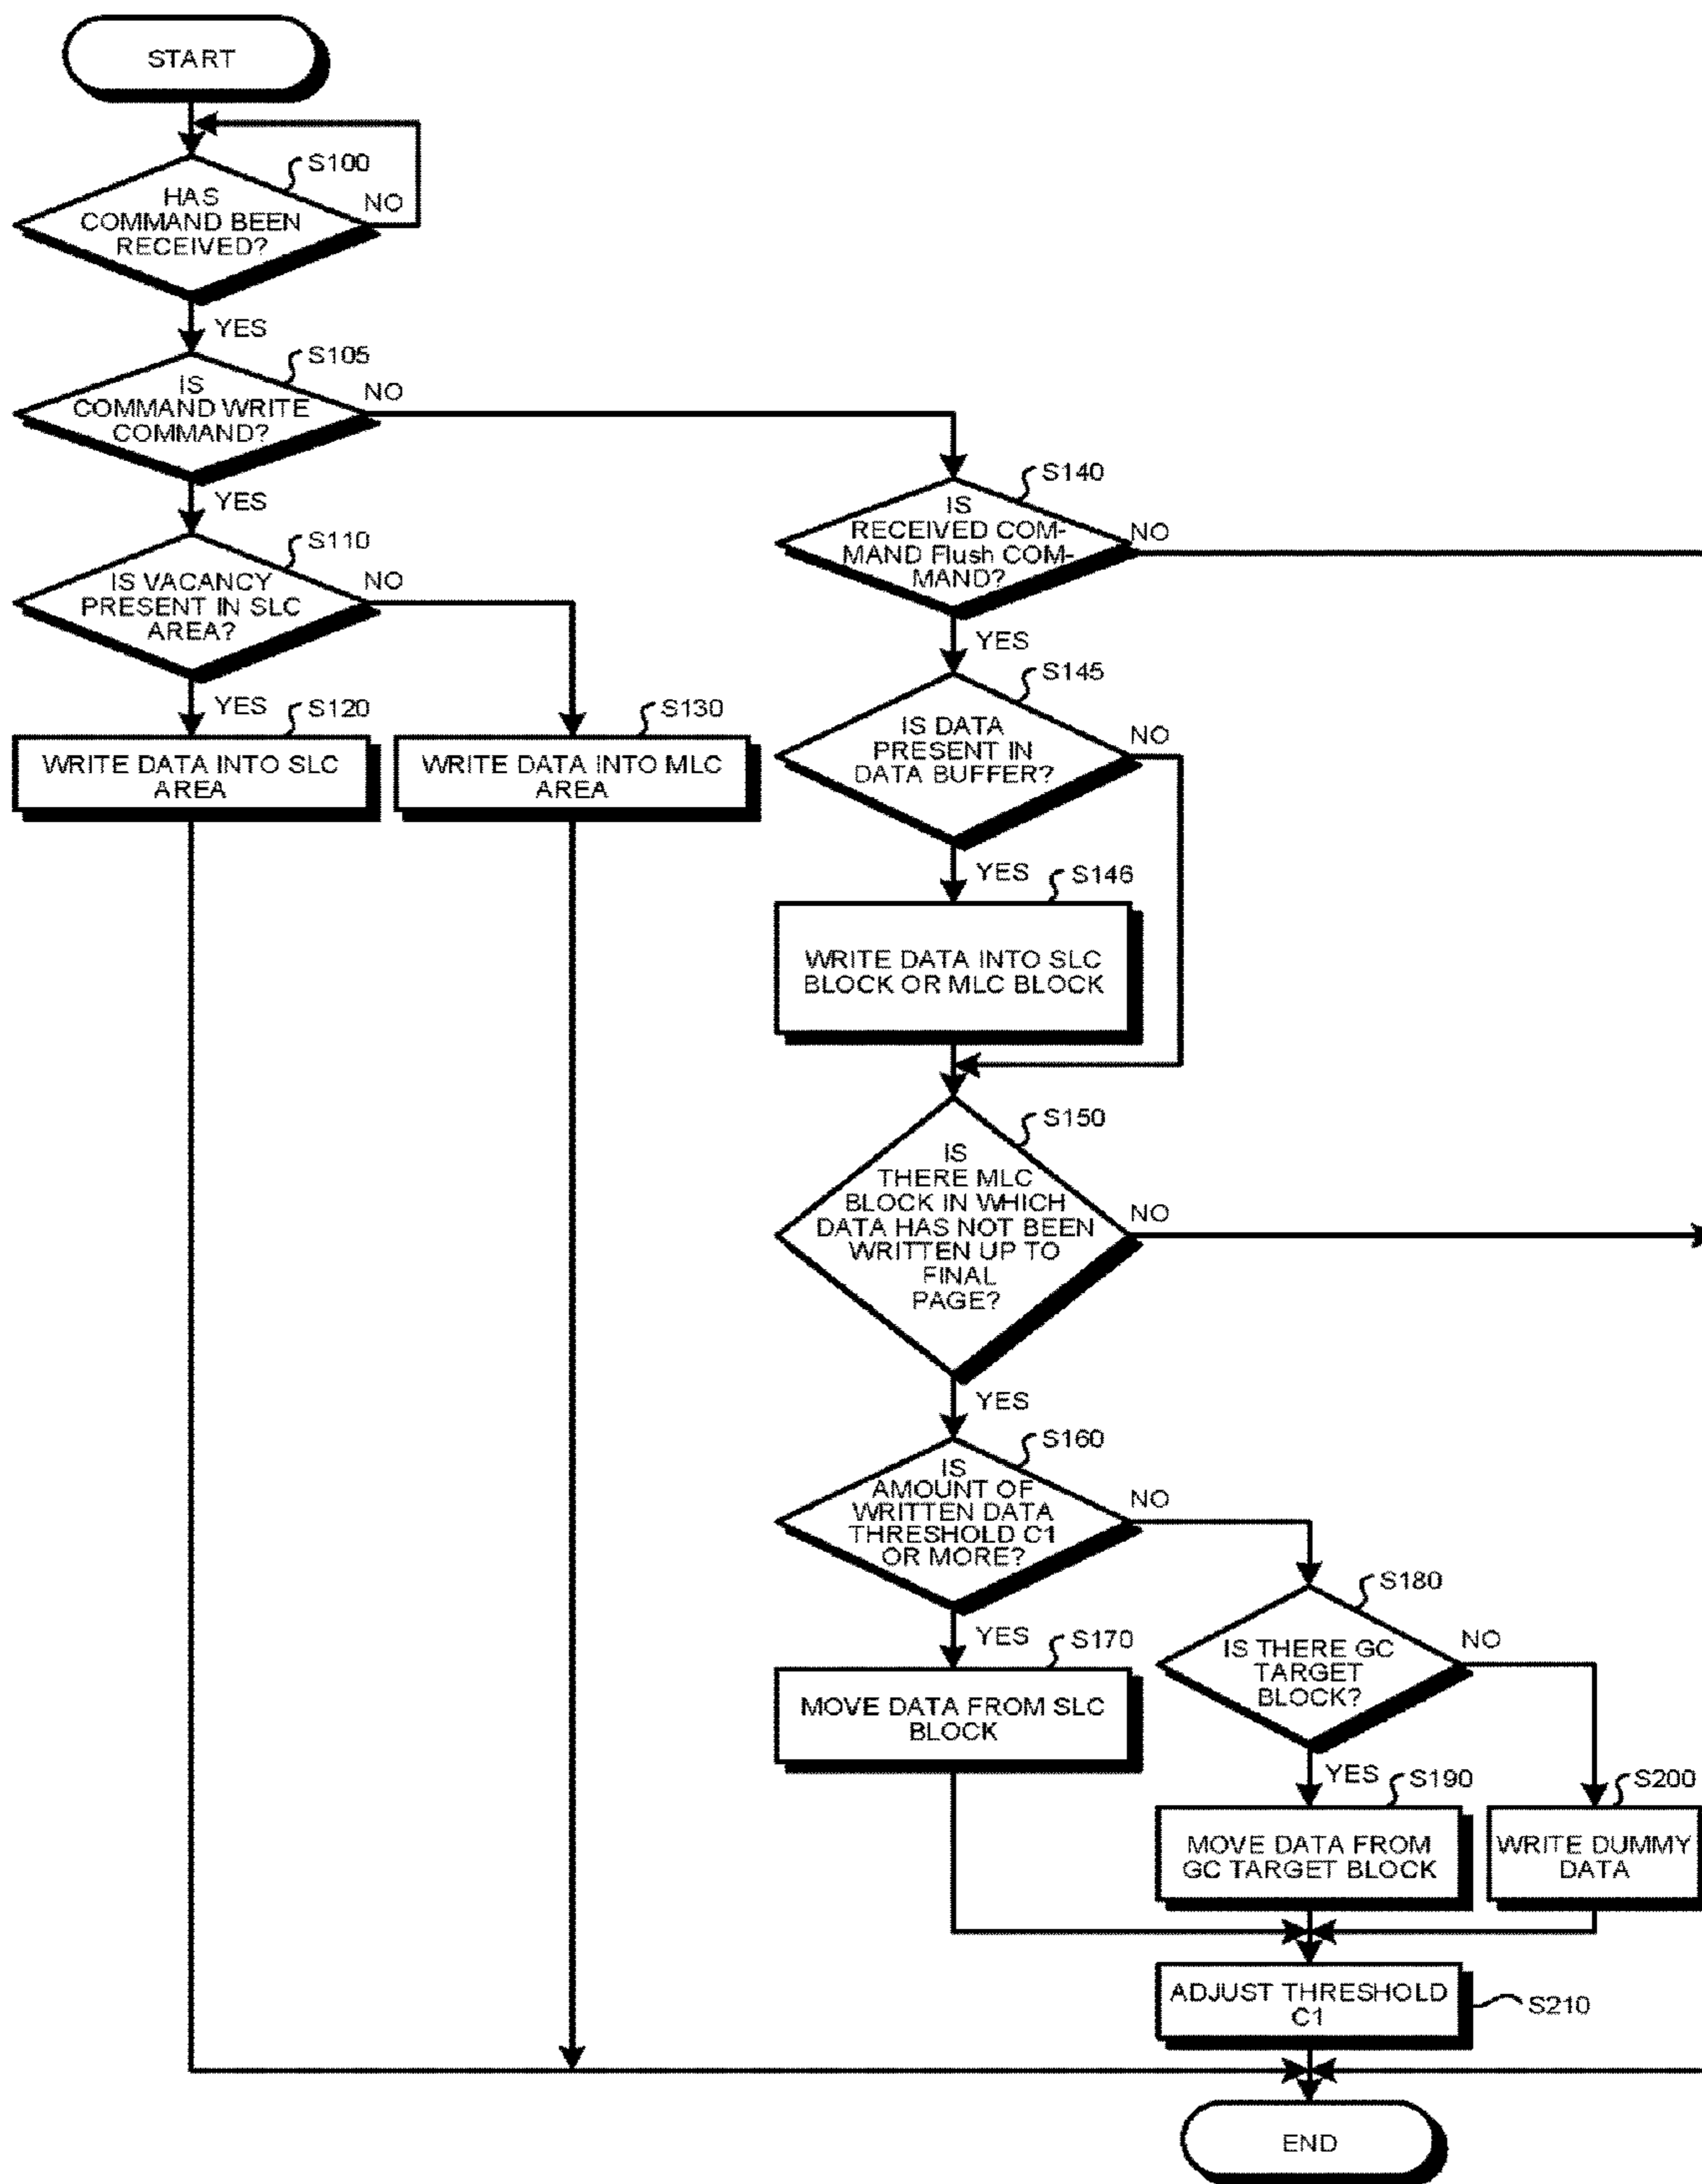 START
S100
HAS
COMMAND BEEN
RECEIVED?
NO
YES
S105
IS
COMMAND WRITE
COMMAND?
NO
YES
S110
IS VACANCY
PRESENT IN SLC
AREA?
NO
YES
S120
WRITE DATA INTO SLC
AREA
S130
WRITE DATA INTO MLC
AREA
S140
IS
RECEIVED COM-
MAND Flush COM-
MAND?
NO
YES
S145
IS DATA
PRESENT IN
DATA BUFFER?
NO
YES
S146
WRITE DATA INTO SLC
BLOCK OR MLC BLOCK
S150
IS
THERE MLC
BLOCK IN WHICH
DATA HAS NOT BEEN
WRITTEN UP TO
FINAL
PAGE?
NO
YES
S160
IS
AMOUNT OF
WRITTEN DATA
THRESHOLD C1
OR MORE?
NO
YES
S170
MOVE DATA FROM SLC
BLOCK
S180
IS THERE GC
TARGET
BLOCK?
NO
YES
S190
MOVE DATA FROM
GC TARGET BLOCK
S200
WRITE DUMMY
DATA
ADJUST THRESHOLD
C1
S210
END